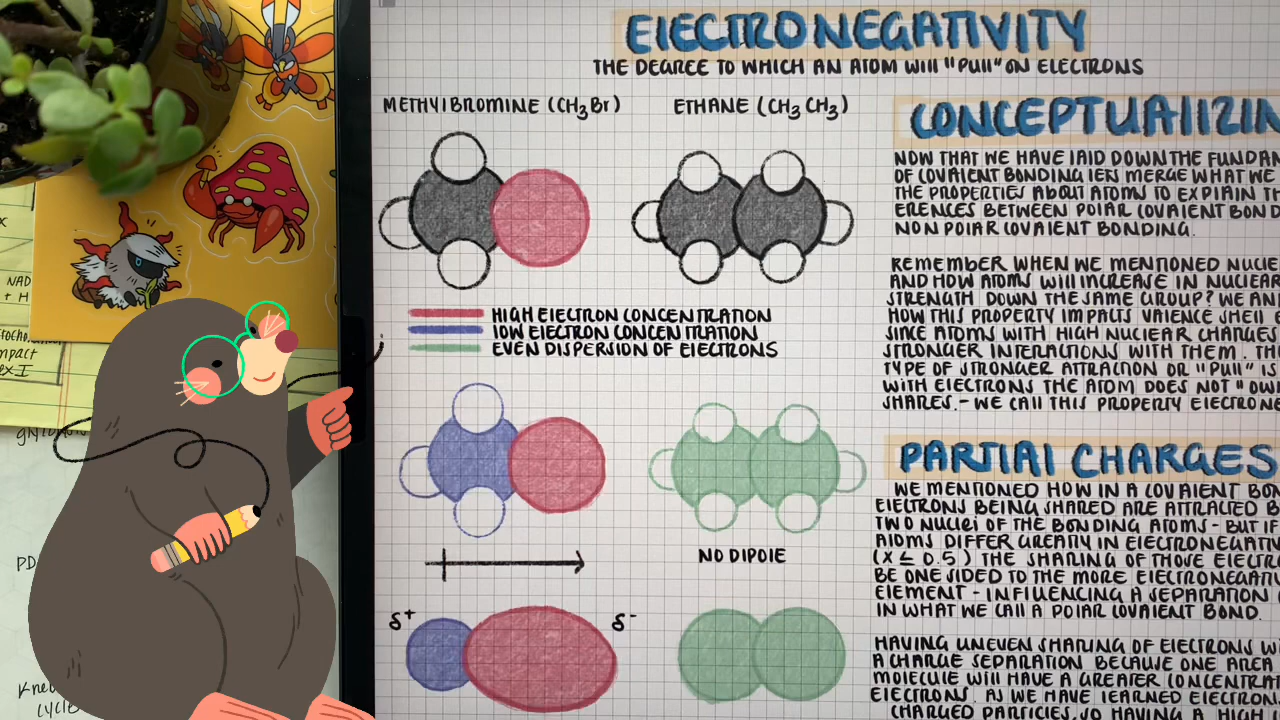 ELECTRONEGATIVITY
THE DEGREE TO WHICH AN ATOM WILL "PULL" ON ELECTRONS
METHYLBROMINE (CH3Br)
ETHANE (CH3CH3)
HIGH ELECTRON CONCENTRATION
LOW ELECTRON CONCENTRATION
EVEN DISPERSION OF ELECTRONS
NO DIPOLE
δ+
δ-
CONCEPTUALIZIN
NOW THAT WE HAVE LAID DOWN THE FUNDAM
OF COVALENT BONDING LETS MERGE WHAT WE
THE PROPERTIES ABOUT ATOMS TO EXPLAIN TH
ERENCES BETWEEN POLAR COVALENT BOND
NON POLAR COVALENT BONDING.
REMEMBER WHEN WE MENTIONED NUCLE
AND HOW ATOMS WILL INCREASE IN NUCLEAR
STRENGTH DOWN THE SAME GROUP? WE AN
HOW THIS PROPERTY IMPACTS VALENCE SHELL
SINCE ATOMS WITH HIGH NUCLEAR CHARGES
STRONGER INTERACTIONS WITH THEM. TH
TYPE OF STRONGER ATTRACTION OR "PULL" IS
WITH ELECTRONS THE ATOM DOES NOT "OW
SHARES. - WE CALL THIS PROPERTY ELECTRONE
PARTIAL CHARGES
WE MENTIONED HOW IN A COVALENT BON
ELECTRONS BEING SHARED ARE ATTRACTED B
TWO NUCLEI OF THE BONDING ATOMS - BUT IF
ATOMS DIFFER GREATLY IN ELECTRONEGATIV
(X ≤ 0.5) THE SHARING OF THOSE ELECTR
BE ONE SIDED TO THE MORE ELECTRONEGATIV
ELEMENT - INFLUENCING A SEPARATION
IN WHAT WE CALL A POLAR COVALENT BOND.
HAVING UNEVEN SHARING OF ELECTRONS W
A CHARGE SEPARATION BECAUSE ONE AREA
MOLECULE WILL HAVE A GREATER CONCENTRAT
ELECTRONS. AS WE HAVE LEARNED ELECTRON
CHARGED PARTICLES, SO HAVING A HIGH
NAD
+ H
mpact
ex I
PD
cycle